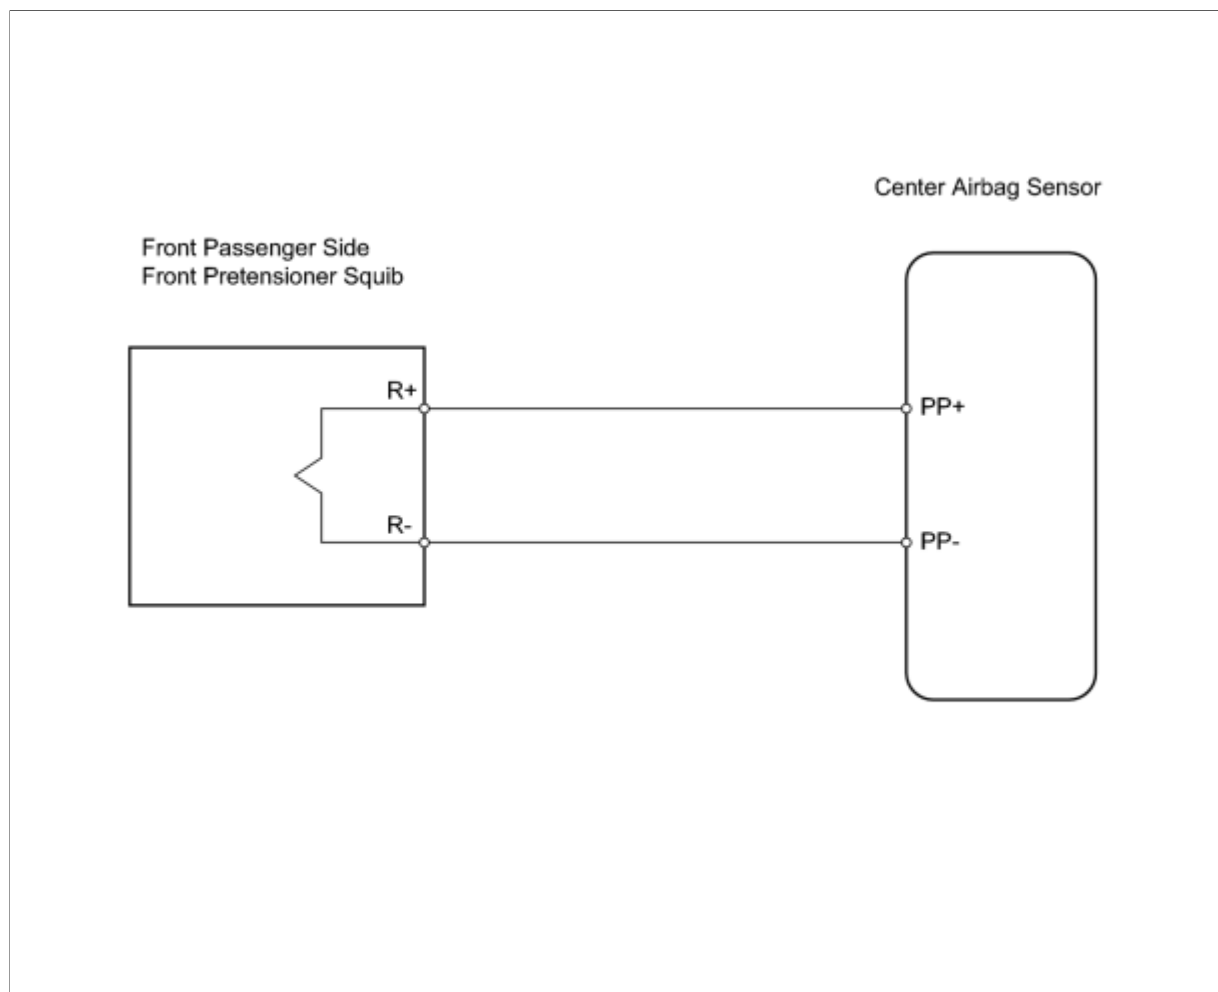 Center Airbag Sensor
Front Passenger Side
Front Pretensioner Squib
R+
PP+
R-
PP-